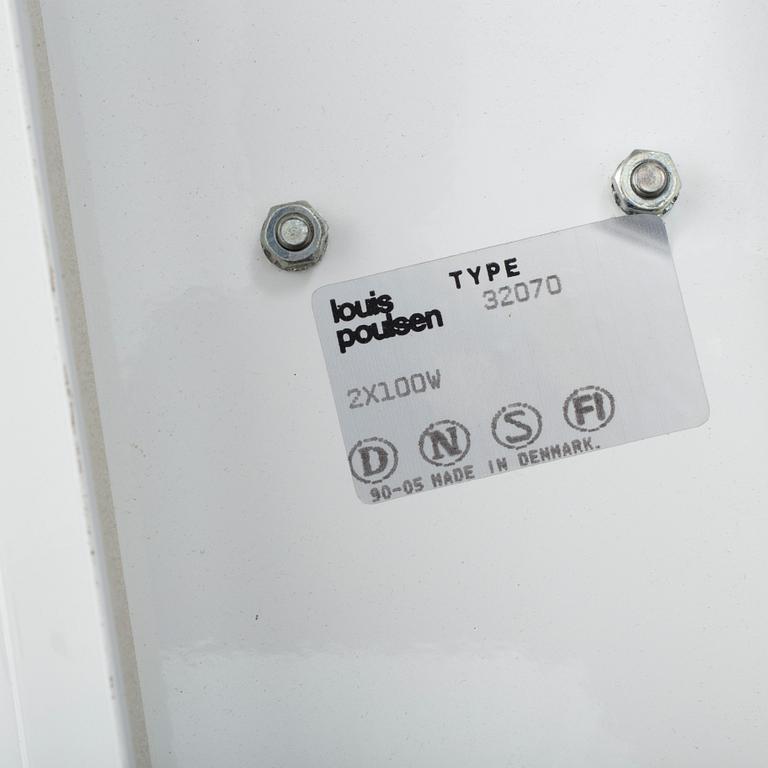 louis
poulsen
TYPE
32070
2X100W
D N S FI
90-05 MADE IN DENMARK.